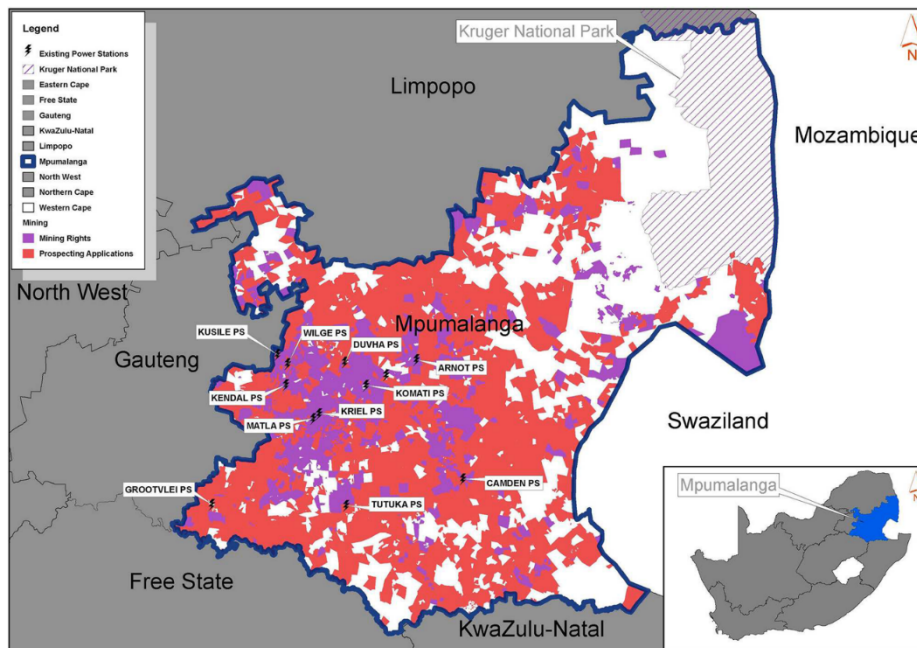 Legend
Existing Power Stations
Kruger National Park
Eastern Cape
Free State
Gauteng
KwaZulu-Natal
Limpopo
Mpumalanga
North West
Northern Cape
Western Cape
Mining
Mining Rights
Prospecting Applications
Kruger National Park
N
Limpopo
Mozambique
North West
Mpumalanga
KUSILE PS
WILGE PS
DUVHA PS
Gauteng
ARNOT PS
KENDAL PS
KOMATI PS
KRIEL PS
MATLA PS
Swaziland
CAMDEN PS
GROOTVLEI PS
TUTUKA PS
Mpumalanga
N
Free State
KwaZulu-Natal